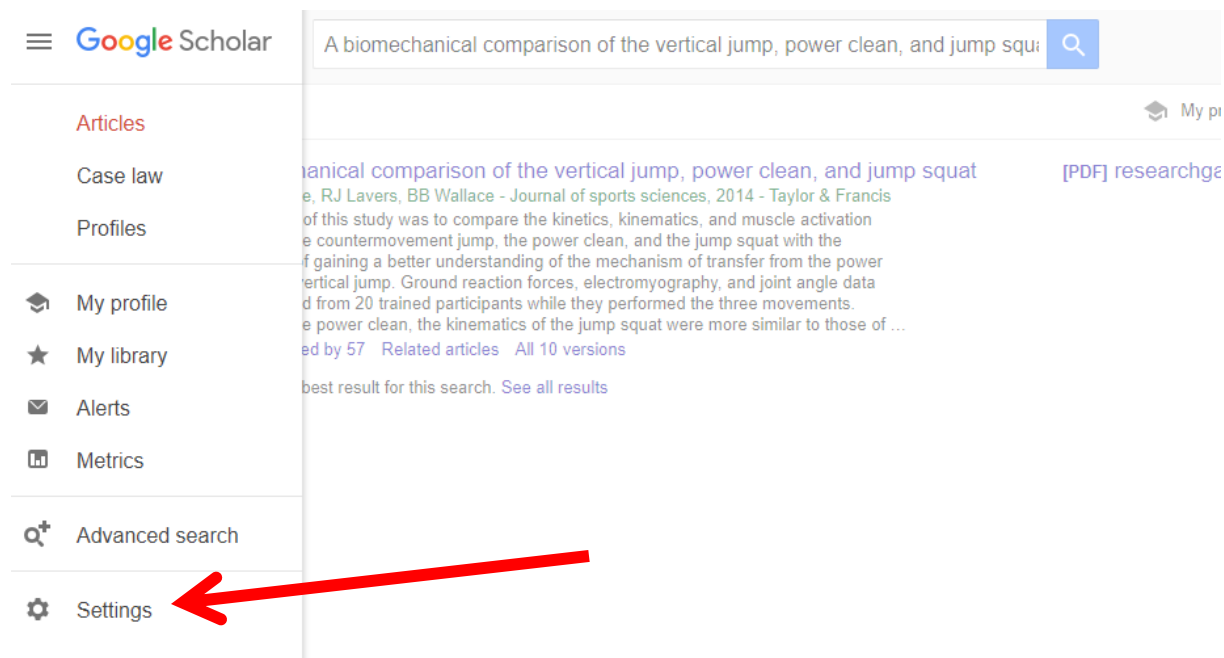 Google Scholar
A biomechanical comparison of the vertical jump, power clean, and jump
Articles
Case law
Profiles
My profile
My library
Alerts
Metrics
Advanced search
Settings
My
comparison of the vertical jump, power clean, and jump squat
RJ Lavers, BB Wallace - Journal of sports sciences, 2014 - Taylor & Francis
of this study was to compare the kinetics, kinematics, and muscle activation
countermovement jump, the power clean, and the jump squat with the
gaining a better understanding of the mechanism of transfer from the power
vertical jump. Ground reaction forces, electromyography, and joint angle data
from 20 trained participants while they performed the three movements.
power clean, the kinematics of the jump squat were more similar to those of ...
by 57 Related articles All 10 versions
best result for this search. See all results
[PDF]